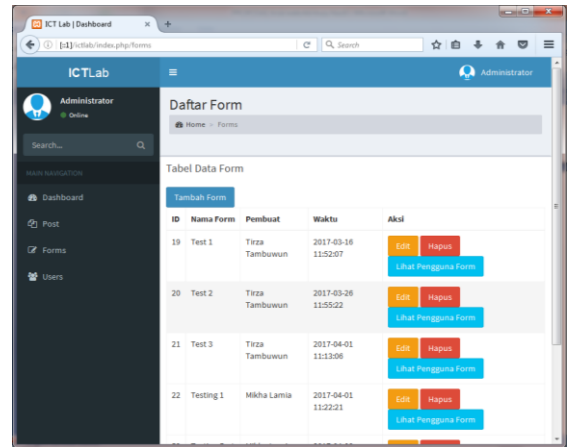 ICT Lab | Dashboard
[::1]/ictlab/index.php/forms
Search
ICTLab
Administrator
Administrator
Online
Search...
MAIN NAVIGATION
Dashboard
Post
Forms
Users
Daftar Form
Home > Forms
Tabel Data Form
Tambah Form
ID Nama Form Pembuat Waktu Aksi
19 Test 1 Tirza Tambuwun 2017-03-16 11:52:07 Edit Hapus
Lihat Pengguna Form
20 Test 2 Tirza Tambuwun 2017-03-26 11:55:22 Edit Hapus
Lihat Pengguna Form
21 Test 3 Tirza Tambuwun 2017-04-01 11:13:06 Edit Hapus
Lihat Pengguna Form
22 Testing 1 Mikha Lamia 2017-04-01 11:22:21 Edit Hapus
Lihat Pengguna Form